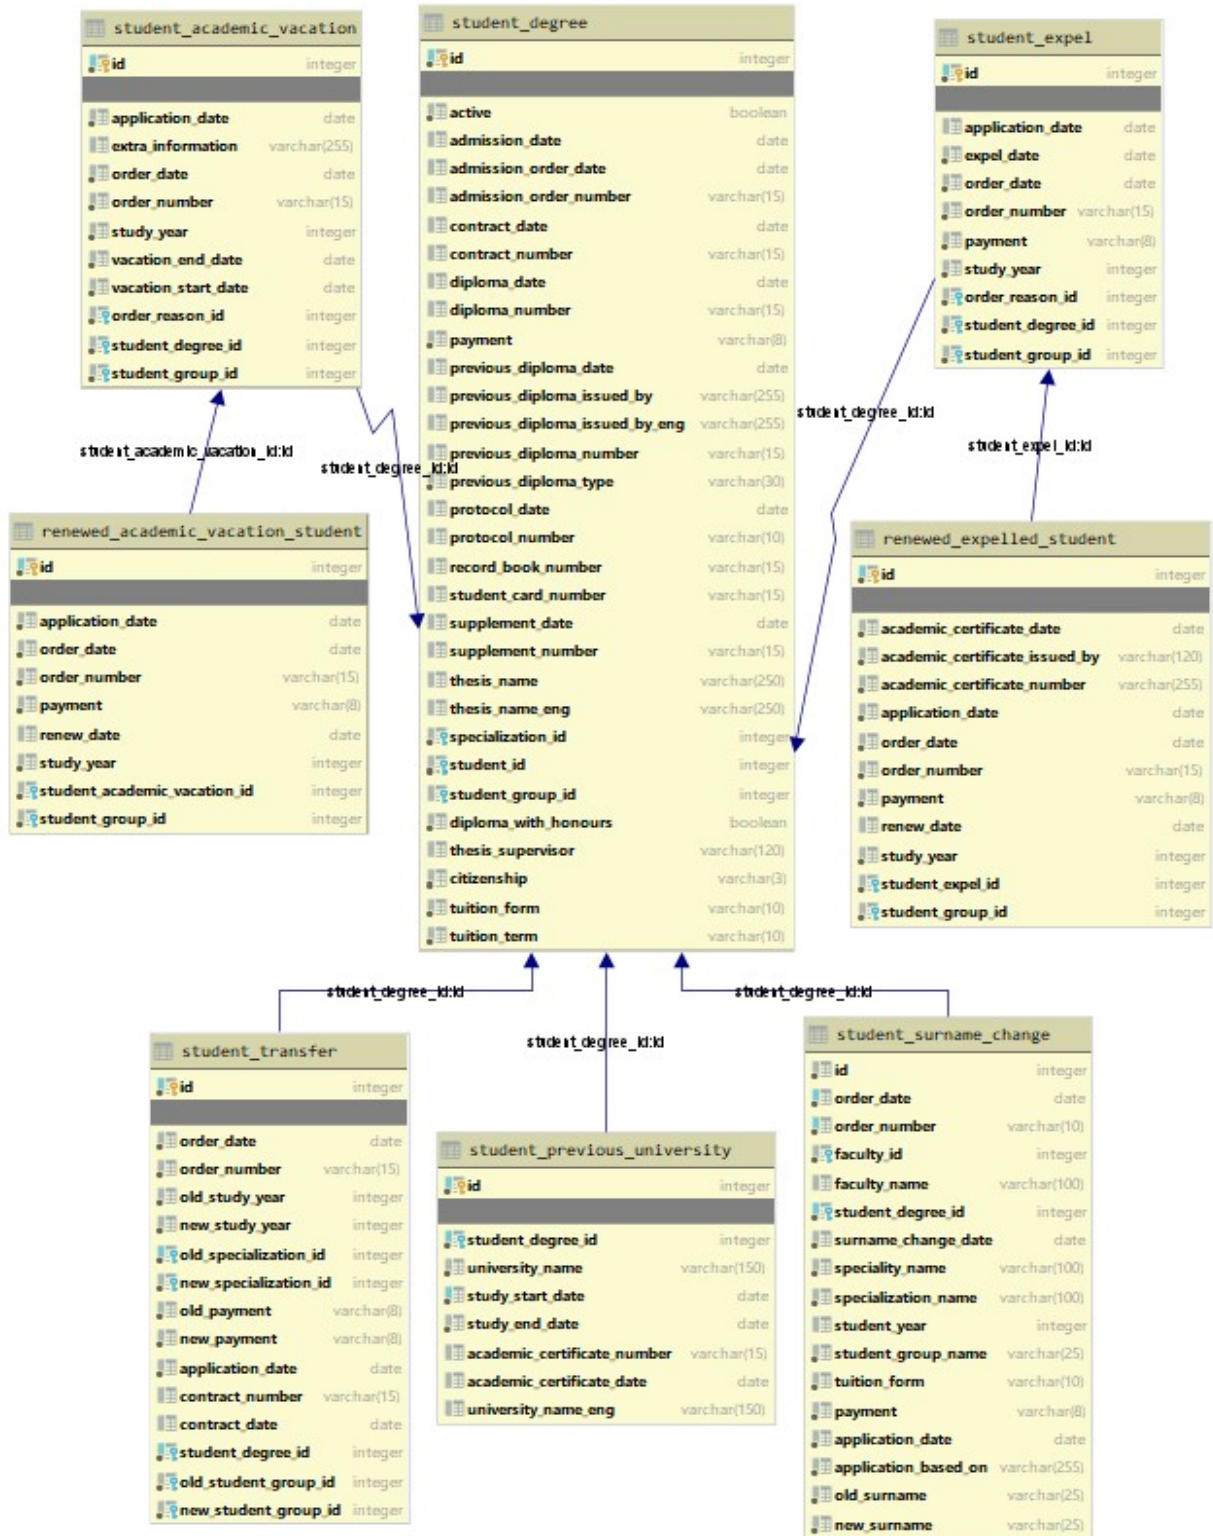 student_academic_vacation
id integer
application_date date
extra_information varchar(255)
order_date date
order_number varchar(15)
study_year integer
vacation_end_date date
vacation_start_date date
order_reason_id integer
student_degree_id integer
student_group_id integer
student_degree
id integer
active boolean
admission_date date
admission_order_date date
admission_order_number varchar(15)
contract_date date
contract_number varchar(15)
diploma_date date
diploma_number varchar(15)
payment varchar(8)
previous_diploma_date date
previous_diploma_issued_by varchar(255)
previous_diploma_issued_by_eng varchar(255)
previous_diploma_number varchar(15)
previous_diploma_type varchar(30)
protocol_date date
protocol_number varchar(10)
record_book_number varchar(15)
student_card_number varchar(15)
supplement_date date
supplement_number varchar(15)
thesis_name varchar(250)
thesis_name_eng varchar(250)
specialization_id integer
student_id integer
student_group_id integer
diploma_with_honours boolean
thesis_supervisor varchar(120)
citizenship varchar(3)
tuition_form varchar(10)
tuition_term varchar(10)
student_expel
id integer
application_date date
expel_date date
order_date date
order_number varchar(15)
payment varchar(8)
study_year integer
order_reason_id integer
student_degree_id integer
student_group_id integer
student_academic_vacation_id:id
student_degree_id:id
student_degree_id:id
student_expel_id:id
renewed_academic_vacation_student
id integer
application_date date
order_date date
order_number varchar(15)
payment varchar(8)
renew_date date
study_year integer
student_academic_vacation_id integer
student_group_id integer
renewed_expelled_student
id integer
academic_certificate_date date
academic_certificate_issued_by varchar(120)
academic_certificate_number varchar(255)
application_date date
order_date date
order_number varchar(15)
payment varchar(8)
renew_date date
study_year integer
student_expel_id integer
student_group_id integer
student_degree_id:id
student_degree_id:id
student_degree_id:id
student_transfer
id integer
order_date date
order_number varchar(15)
old_study_year integer
new_study_year integer
old_specialization_id integer
new_specialization_id integer
old_payment varchar(8)
new_payment varchar(8)
application_date date
contract_number varchar(15)
contract_date date
student_degree_id integer
old_student_group_id integer
new_student_group_id integer
student_previous_university
id integer
student_degree_id integer
university_name varchar(150)
study_start_date date
study_end_date date
academic_certificate_number varchar(15)
academic_certificate_date date
university_name_eng varchar(150)
student_surname_change
id integer
order_date date
order_number varchar(10)
faculty_id integer
faculty_name varchar(100)
student_degree_id integer
surname_change_date date
speciality_name varchar(100)
specialization_name varchar(100)
student_year integer
student_group_name varchar(25)
tuition_form varchar(10)
payment varchar(8)
application_date date
application_based_on varchar(255)
old_surname varchar(25)
new_surname varchar(25)